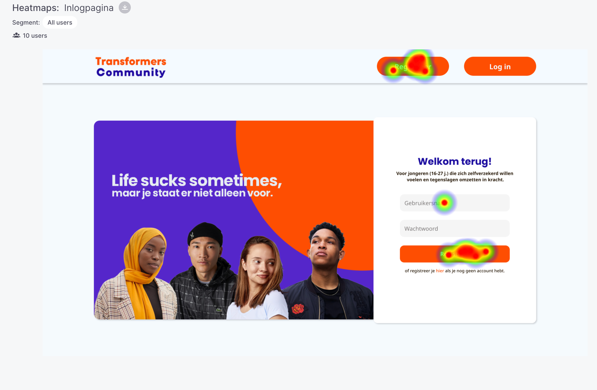 Heatmaps: Inlogpagina
Segment: All users
10 users
Transformers
Community
Log in
Life sucks sometimes,
maar je staat er niet alleen voor.
Welkom terug!
Voor jongeren (16-27 j.) die zich zelfverzekerd willen
voelen en tegenslagen omzetten in kracht.
Wachtwoord
of registreer je hier als je nog geen account hebt.